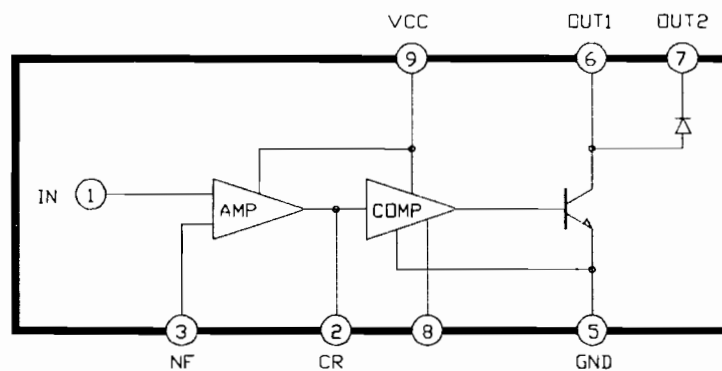 VCC OUT1 OUT2
9 6 7
IN 1 AMP COMP
3 2 8 5
NF CR GND